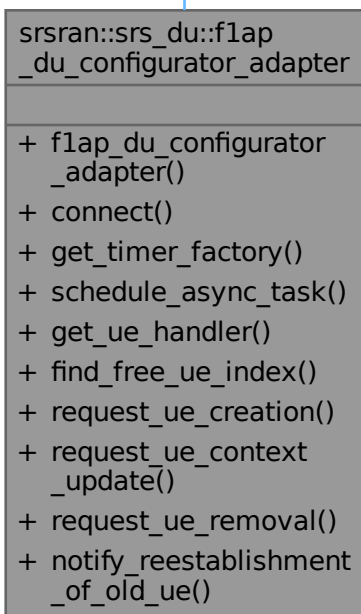 srsran::srs_du::f1ap
_du_configurator_adapter
+ f1ap_du_configurator
_adapter()
+ connect()
+ get_timer_factory()
+ schedule_async_task()
+ get_ue_handler()
+ find_free_ue_index()
+ request_ue_creation()
+ request_ue_context
_update()
+ request_ue_removal()
+ notify_reestablishment
_of_old_ue()